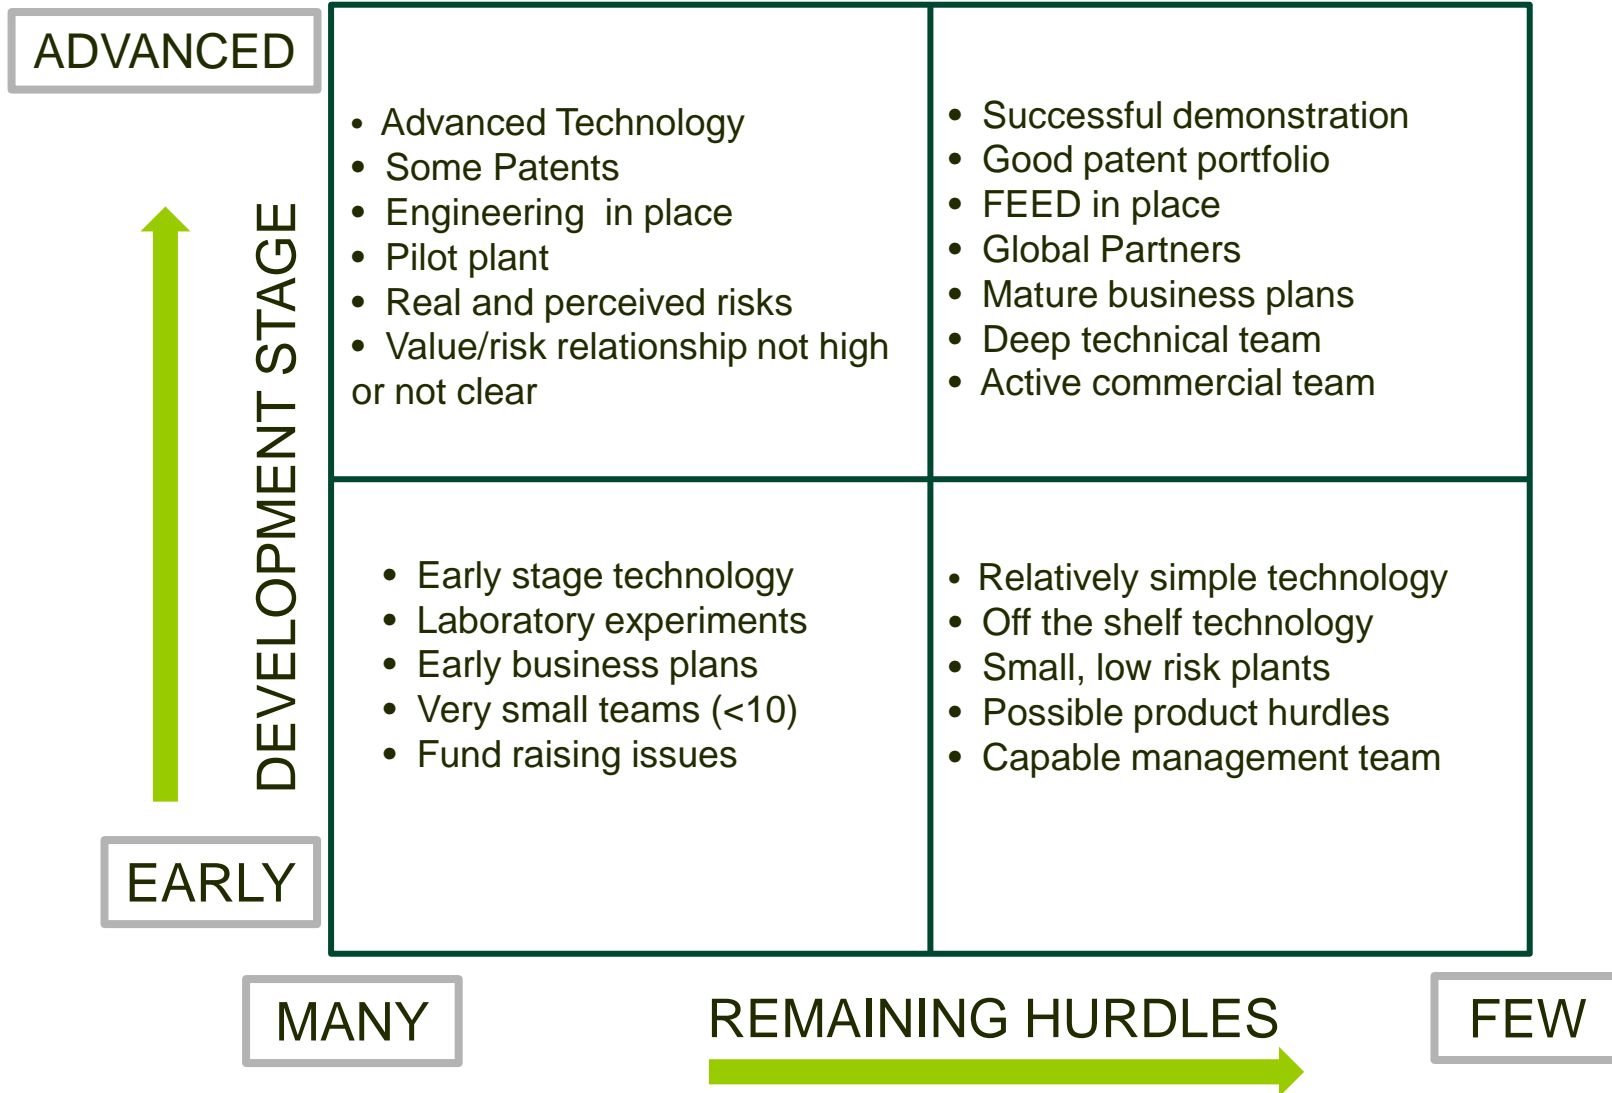 ADVANCED
• Advanced Technology
• Some Patents
• Engineering in place
• Pilot plant
• Real and perceived risks
• Value/risk relationship not high
or not clear
• Successful demonstration
• Good patent portfolio
• FEED in place
• Global Partners
• Mature business plans
• Deep technical team
• Active commercial team
DEVELOPMENT STAGE
• Early stage technology
• Laboratory experiments
• Early business plans
• Very small teams (<10)
• Fund raising issues
• Relatively simple technology
• Off the shelf technology
• Small, low risk plants
• Possible product hurdles
• Capable management team
EARLY
MANY
REMAINING HURDLES
FEW